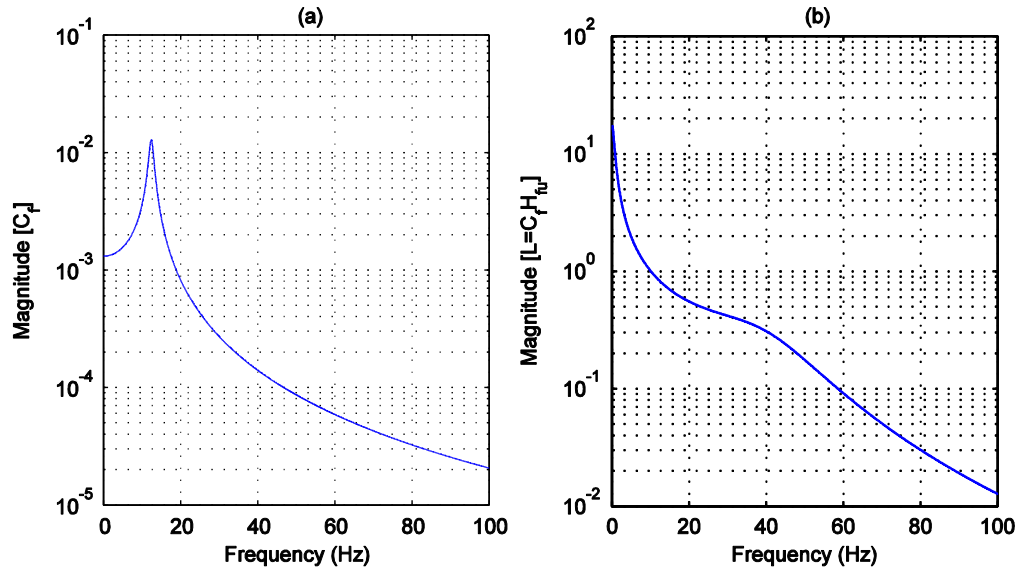 (a)
10-1
10-2
10-3
10-4
10-5
Magnitude [Cf]
0 20 40 60 80 100
Frequency (Hz)
(b)
102
101
100
10-1
10-2
Magnitude [L=CfHfu]
0 20 40 60 80 100
Frequency (Hz)